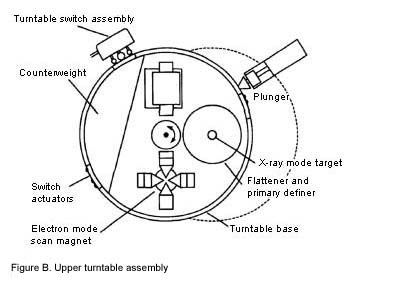 Turntable switch assembly
Counterweight
Plunger
X-ray mode target
Flattener and
primary definer
Switch
actuators
Electron mode
scan magnet
Turntable base
Figure B. Upper turntable assembly